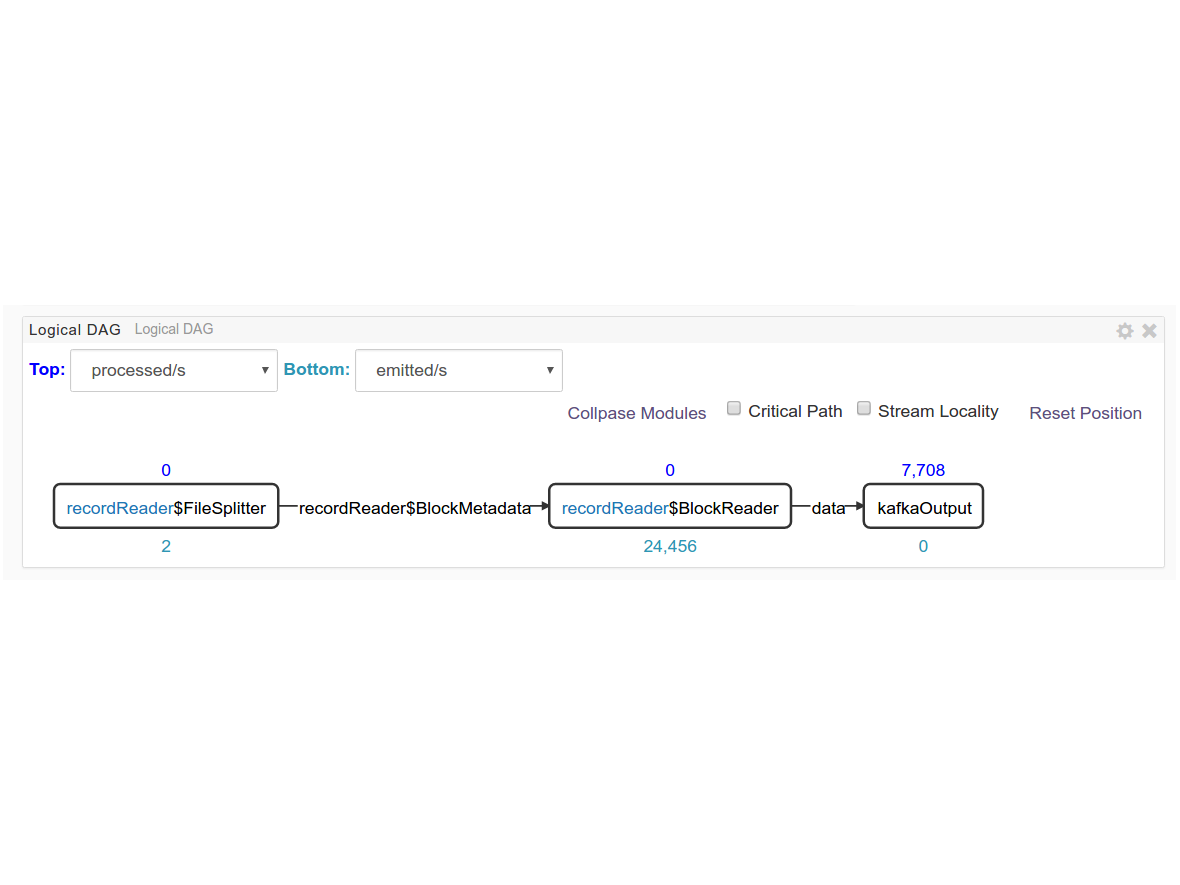 Logical DAG Logical DAG
Top: processed/s Bottom: emitted/s
Collpase Modules Critical Path Stream Locality Reset Position
0 0 7,708
recordReader$FileSplitter recordReader$BlockMetadata recordReader$BlockReader data kafkaOutput
2 24,456 0